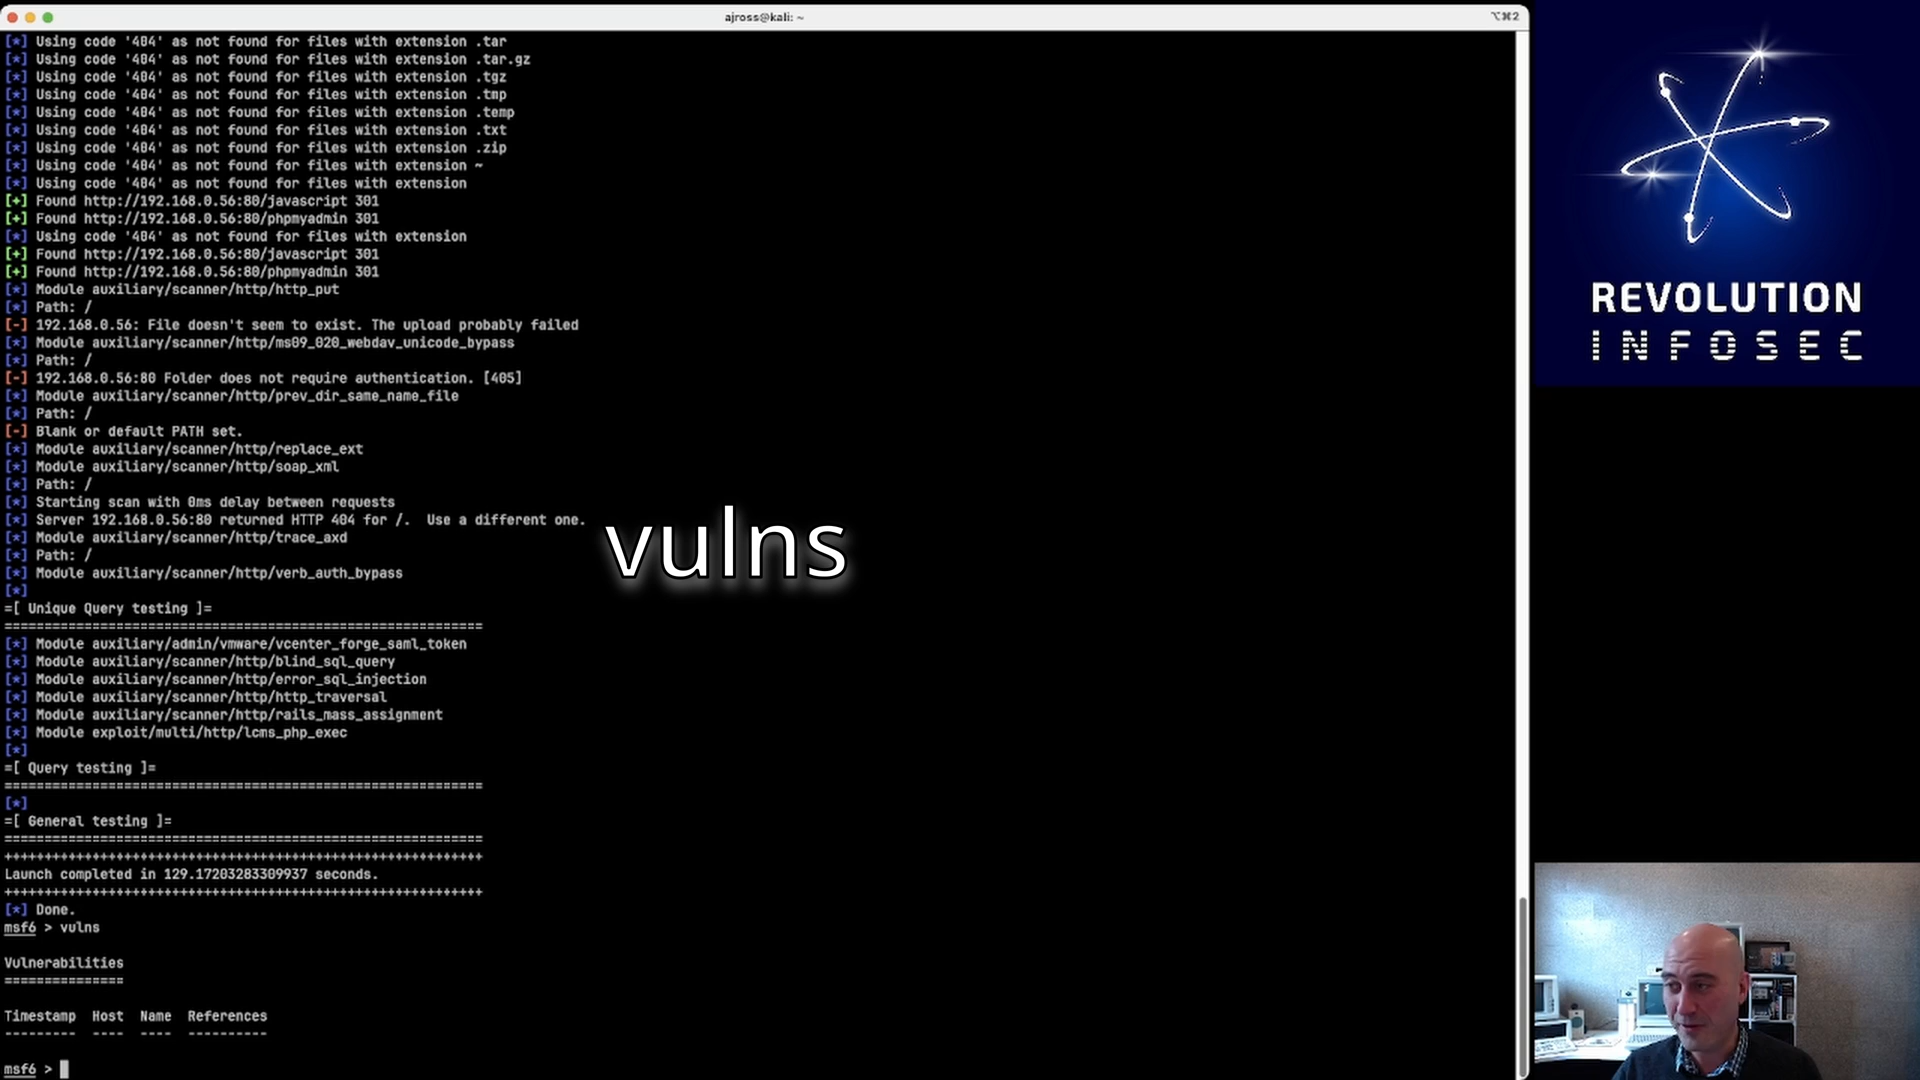 ajross@kali: ~
⌥⌘2
[*] Using code '404' as not found for files with extension .tar
[*] Using code '404' as not found for files with extension .tar.gz
[*] Using code '404' as not found for files with extension .tgz
[*] Using code '404' as not found for files with extension .tmp
[*] Using code '404' as not found for files with extension .temp
[*] Using code '404' as not found for files with extension .txt
[*] Using code '404' as not found for files with extension .zip
[*] Using code '404' as not found for files with extension ~
[*] Using code '404' as not found for files with extension
[+] Found http://192.168.0.56:80/javascript 301
[+] Found http://192.168.0.56:80/phpmyadmin 301
[*] Using code '404' as not found for files with extension
[+] Found http://192.168.0.56:80/javascript 301
[+] Found http://192.168.0.56:80/phpmyadmin 301
[*] Module auxiliary/scanner/http/http_put
[*] Path: /
[-] 192.168.0.56: File doesn't seem to exist. The upload probably failed
[*] Module auxiliary/scanner/http/ms09_020_webdav_unicode_bypass
[*] Path: /
[-] 192.168.0.56:80 Folder does not require authentication. [405]
[*] Module auxiliary/scanner/http/prev_dir_same_name_file
[*] Path: /
[-] Blank or default PATH set.
[*] Module auxiliary/scanner/http/replace_ext
[*] Module auxiliary/scanner/http/soap_xml
[*] Path: /
[*] Starting scan with 0ms delay between requests
[*] Server 192.168.0.56:80 returned HTTP 404 for /.  Use a different one.
[*] Module auxiliary/scanner/http/trace_axd
[*] Path: /
[*] Module auxiliary/scanner/http/verb_auth_bypass
[*]
=[ Unique Query testing ]=
============================================================
[*] Module auxiliary/admin/vmware/vcenter_forge_saml_token
[*] Module auxiliary/scanner/http/blind_sql_query
[*] Module auxiliary/scanner/http/error_sql_injection
[*] Module auxiliary/scanner/http/http_traversal
[*] Module auxiliary/scanner/http/rails_mass_assignment
[*] Module exploit/multi/http/lcms_php_exec
[*]
=[ Query testing ]=
============================================================
[*]
=[ General testing ]=
============================================================
++++++++++++++++++++++++++++++++++++++++++++++++++++++++++++
Launch completed in 129.17203283309937 seconds.
++++++++++++++++++++++++++++++++++++++++++++++++++++++++++++
[*] Done.
msf6 > vulns
Vulnerabilities
===============
Timestamp  Host  Name  References
---------  ----  ----  ----------
msf6 >
vulns
REVOLUTION
INFOSEC